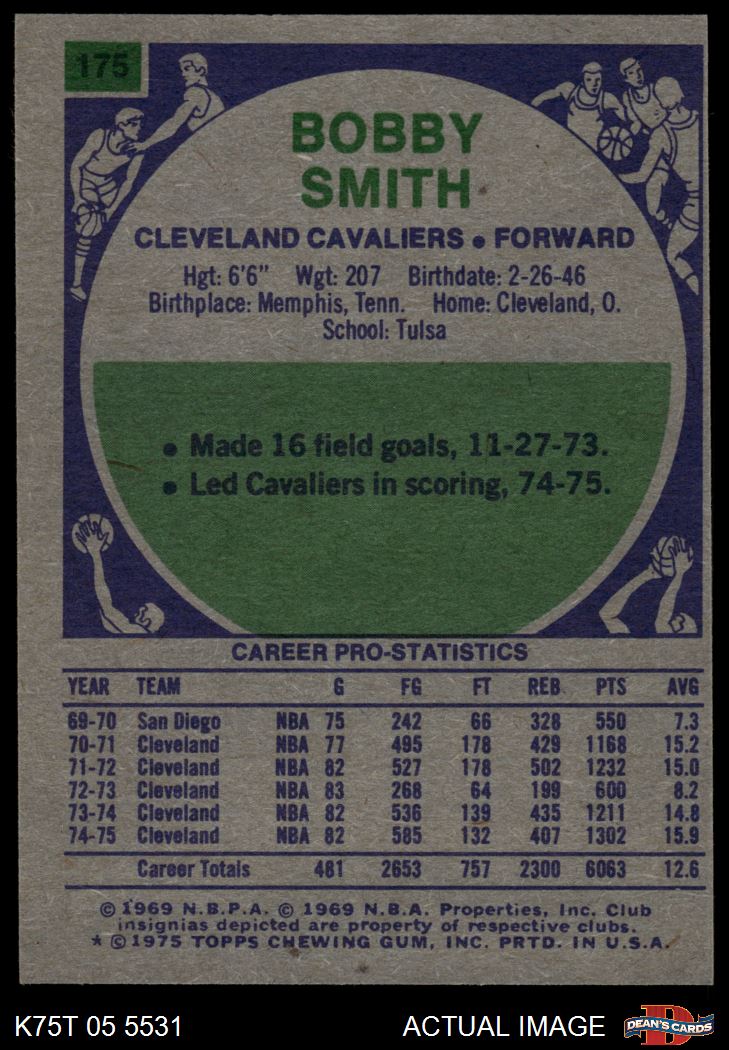 175
BOBBY
SMITH
CLEVELAND CAVALIERS • FORWARD
Hgt: 6'6" Wgt: 207 Birthdate: 2-26-46
Birthplace: Memphis, Tenn. Home: Cleveland, O.
School: Tulsa
• Made 16 field goals, 11-27-73.
• Led Cavaliers in scoring, 74-75.
CAREER PRO-STATISTICS
YEAR TEAM G FG FT REB PTS AVG
69-70 San Diego NBA 75 242 66 328 550 7.3
70-71 Cleveland NBA 77 495 178 429 1168 15.2
71-72 Cleveland NBA 82 527 178 502 1232 15.0
72-73 Cleveland NBA 83 268 64 199 600 8.2
73-74 Cleveland NBA 82 536 139 435 1211 14.8
74-75 Cleveland NBA 82 585 132 407 1302 15.9
Career Totals 481 2653 757 2300 6063 12.6
© 1969 N.B.P.A. © 1969 N.B.A. Properties, Inc. Club
insignias depicted are property of respective clubs.
* © 1975 TOPPS CHEWING GUM, INC. PRTD. IN U.S.A.
K75T 05 5531 ACTUAL IMAGE D DEAN'S CARDS